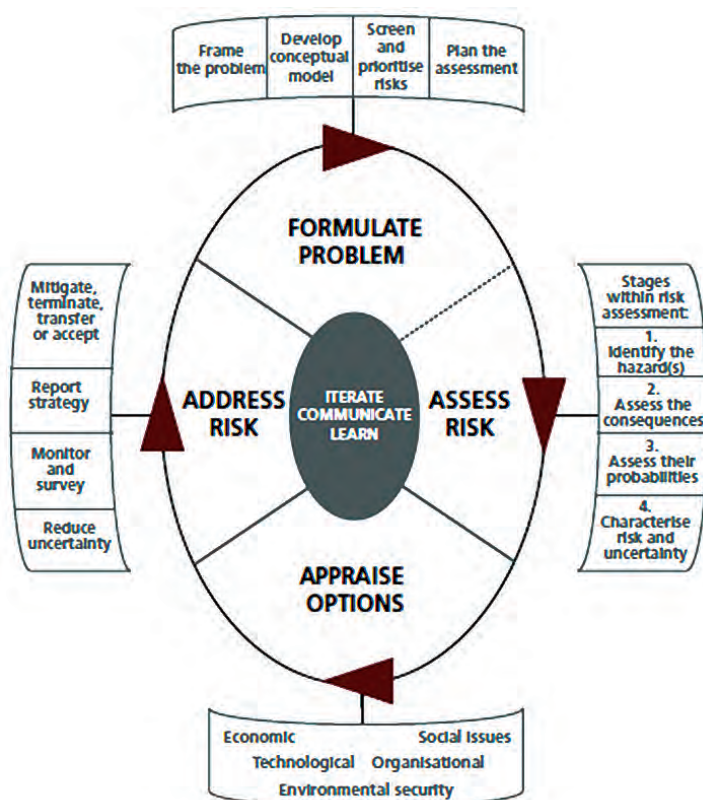 Frame
the problem
Develop
conceptual
model
Screen
and
prioritise
risks
Plan the
assessment
FORMULATE
PROBLEM
Mitigate,
terminate,
transfer
or accept
Report
strategy
Monitor
and
survey
Reduce
uncertainty
ADDRESS
RISK
ITERATE
COMMUNICATE
LEARN
ASSESS
RISK
Stages
within risk
assessment:
1.
Identify the
hazard(s)
2.
Assess the
consequences
3.
Assess their
probabilities
4.
Characterise
risk and
uncertainty
APPRAISE
OPTIONS
Economic Social issues
Technological Organisational
Environmental security